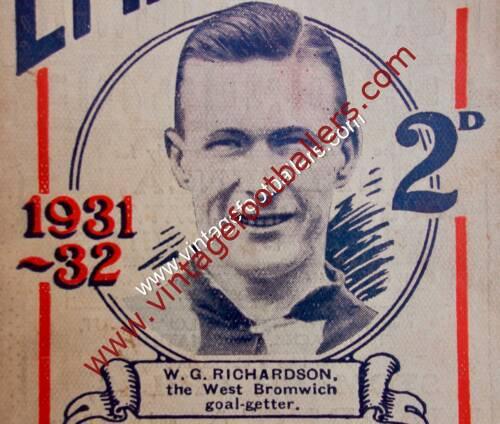 1931
~32
2D
www.vintagefootballers.com
www.vintagefootballers.com
W. G. RICHARDSON,
the West Bromwich
goal-getter.